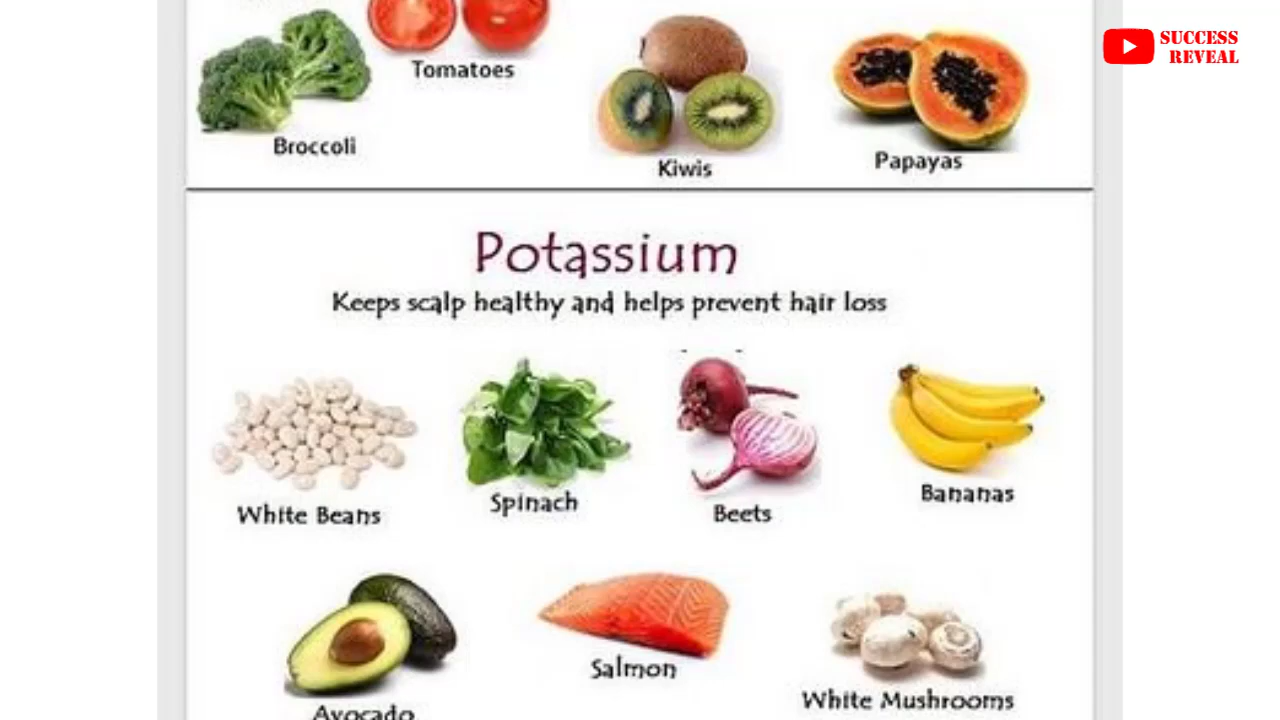 Tomatoes
SUCCESS
REVEAL
Broccoli
Kiwis
Papayas
Potassium
Keeps scalp healthy and helps prevent hair loss
White Beans
Spinach
Beets
Bananas
Avocado
Salmon
White Mushrooms